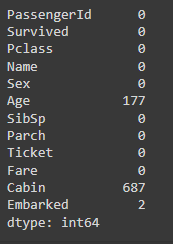 PassengerId 0
Survived 0
Pclass 0
Name 0
Sex 0
Age 177
SibSp 0
Parch 0
Ticket 0
Fare 0
Cabin 687
Embarked 2
dtype: int64